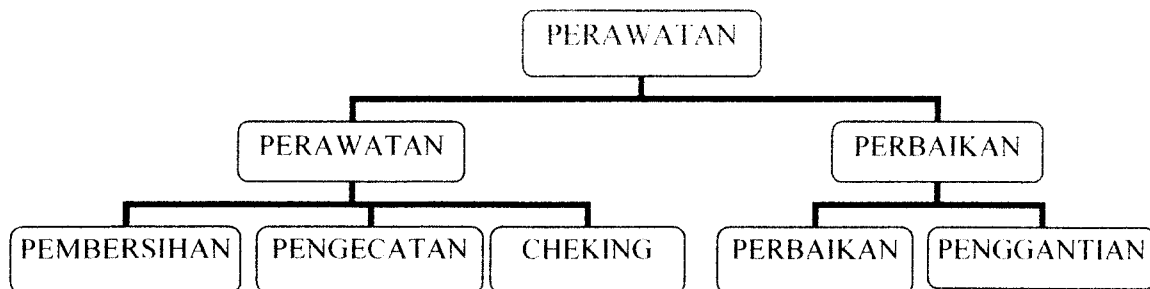 PERAWATAN
PERAWATAN
PERBAIKAN
PEMBERSIHAN
PENGECATAN
CHEKING
PERBAIKAN
PENGGANTIAN